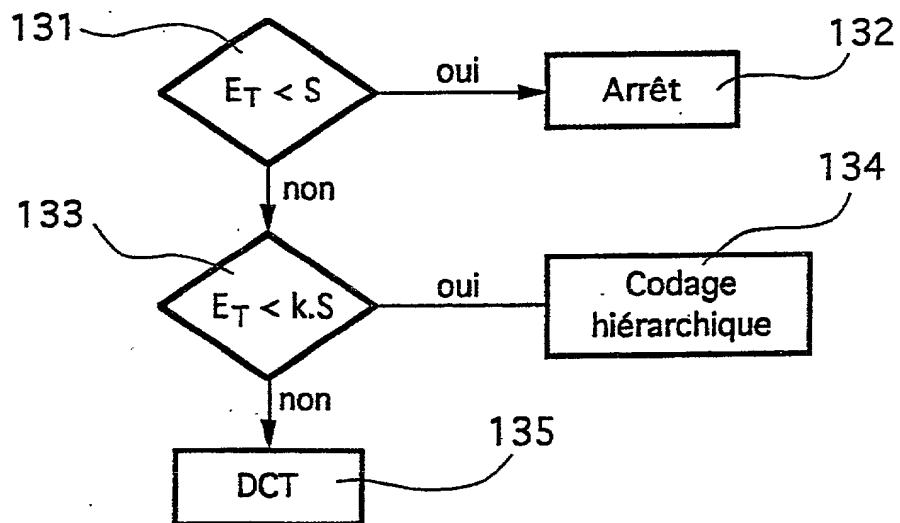 131
E_T < S
oui
Arrêt
132
non
133
E_T < k.S
oui
Codage
hiérarchique
134
non
DCT
135